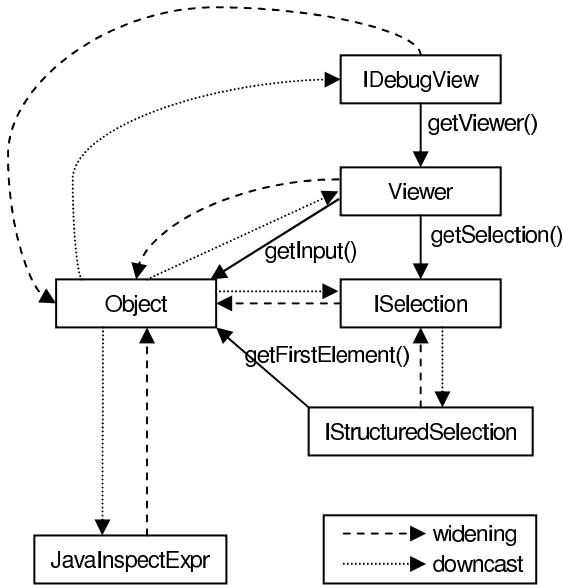 IDebugView
getViewer()
Viewer
getSelection()
getInput()
Object
ISelection
getFirstElement()
IStructuredSelection
widening
downcast
JavaInspectExpr